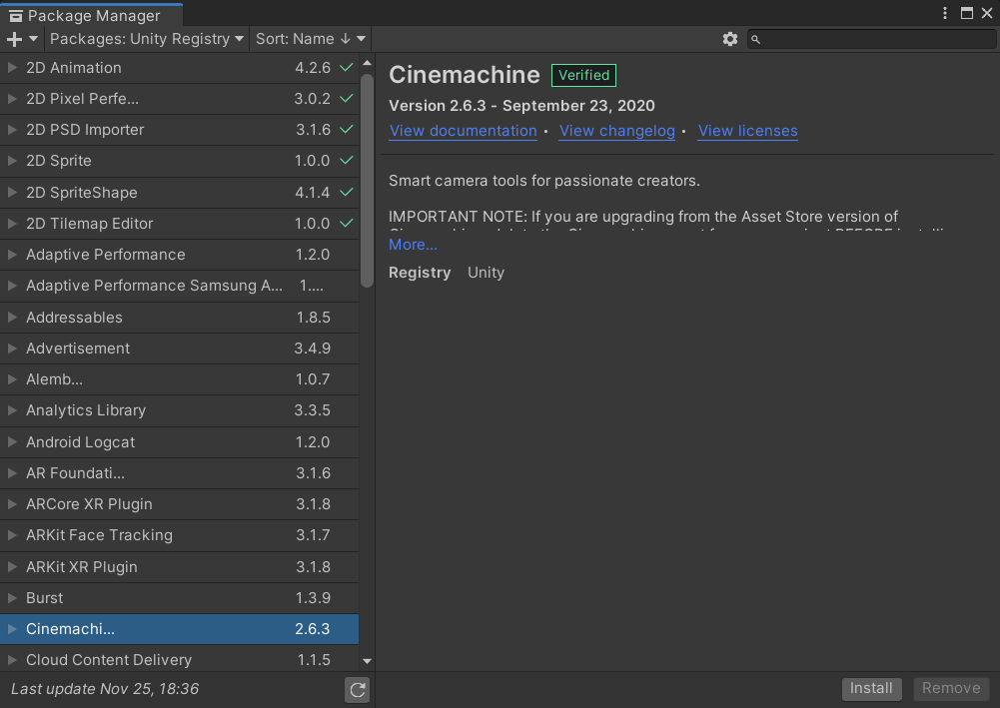 Package Manager
Packages: Unity Registry Sort: Name ↓
2D Animation 4.2.6
2D Pixel Perfe... 3.0.2
2D PSD Importer 3.1.6
2D Sprite 1.0.0
2D SpriteShape 4.1.4
2D Tilemap Editor 1.0.0
Adaptive Performance 1.2.0
Adaptive Performance Samsung A... 1....
Addressables 1.8.5
Advertisement 3.4.9
Alemb... 1.0.7
Analytics Library 3.3.5
Android Logcat 1.2.0
AR Foundati... 3.1.6
ARCore XR Plugin 3.1.8
ARKit Face Tracking 3.1.7
ARKit XR Plugin 3.1.8
Burst 1.3.9
Cinemachi... 2.6.3
Cloud Content Delivery 1.1.5
Last update Nov 25, 18:36
Cinemachine Verified
Version 2.6.3 - September 23, 2020
View documentation • View changelog • View licenses
Smart camera tools for passionate creators.
IMPORTANT NOTE: If you are upgrading from the Asset Store version of
More...
Registry Unity
Install Remove